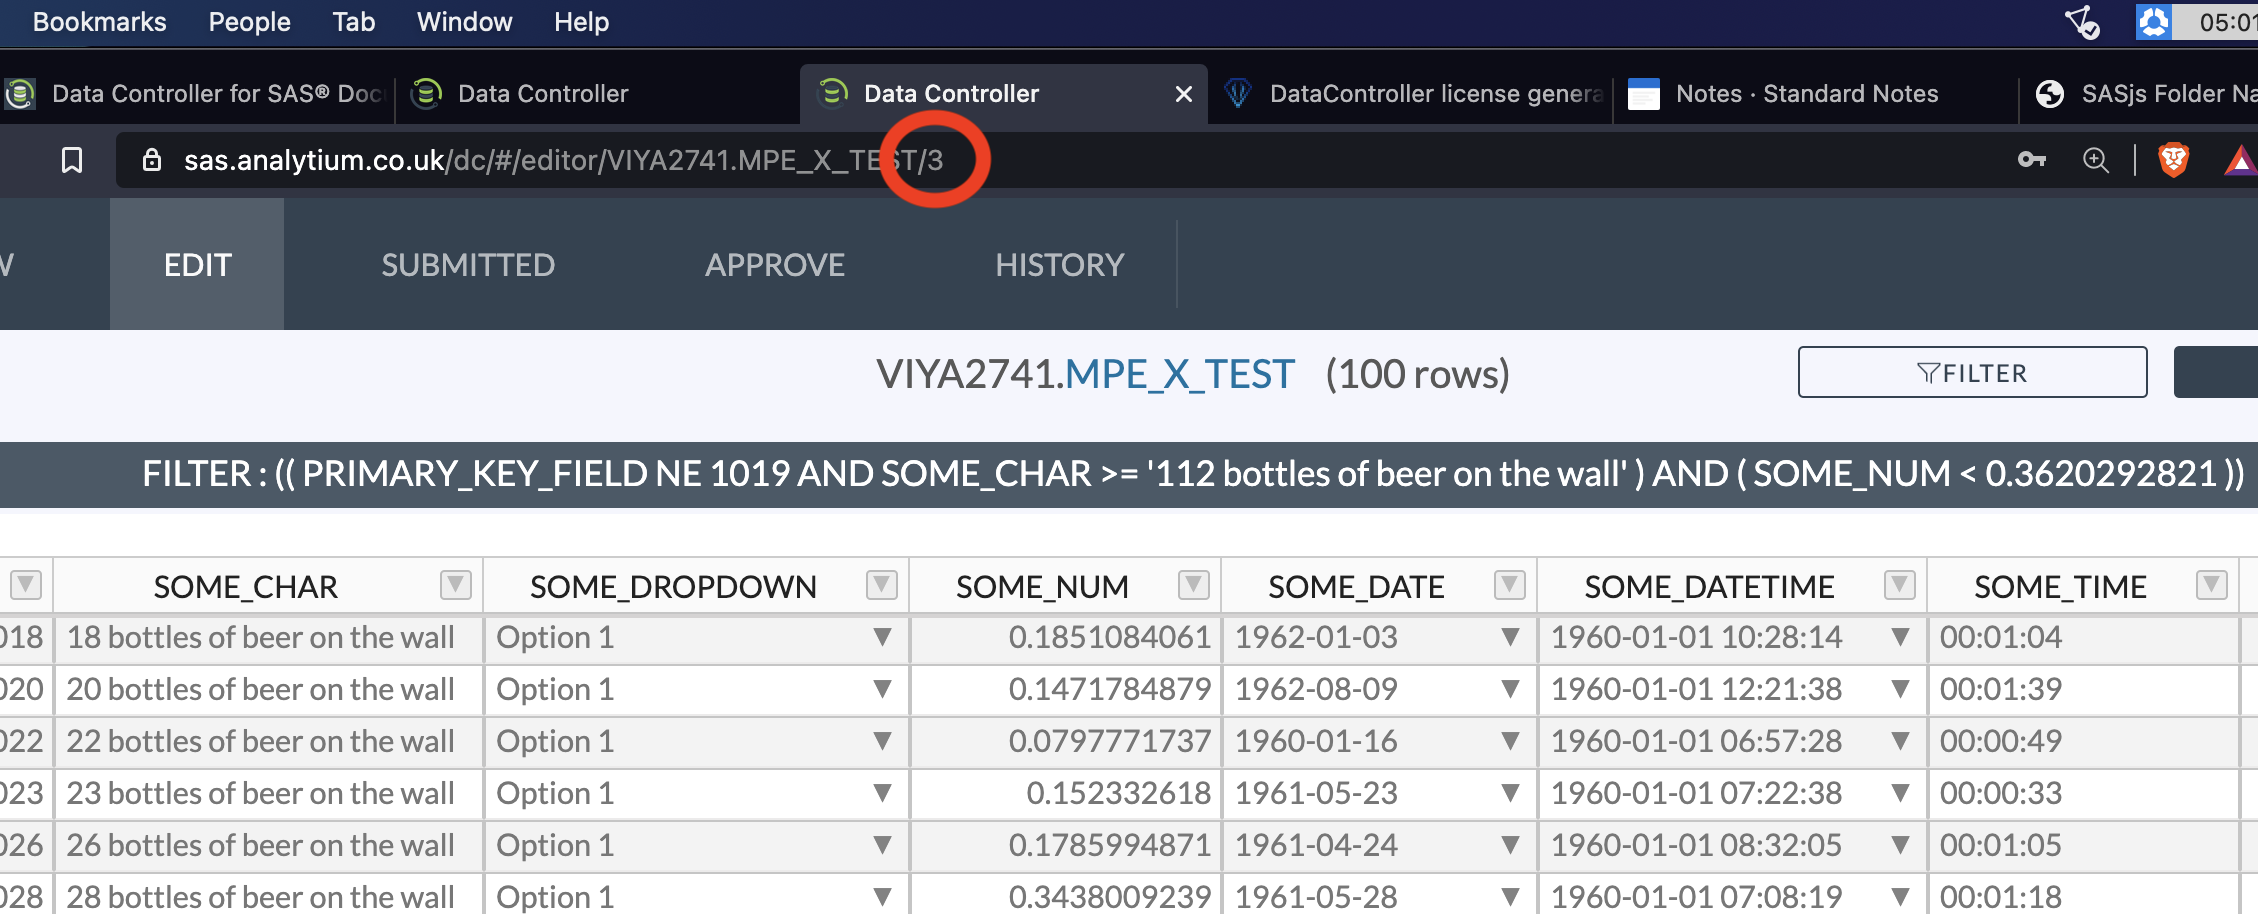 Bookmarks People Tab Window Help 05:01
Data Controller for SAS® Doc Data Controller Data Controller DataController license genera Notes · Standard Notes SASjs Folder Na
sas.analytium.co.uk/dc/#/editor/VIYA2741.MPE_X_TEST/3
W EDIT SUBMITTED APPROVE HISTORY
VIYA2741.MPE_X_TEST (100 rows) FILTER
FILTER : (( PRIMARY_KEY_FIELD NE 1019 AND SOME_CHAR >= '112 bottles of beer on the wall' ) AND ( SOME_NUM < 0.3620292821 ))
SOME_CHAR SOME_DROPDOWN SOME_NUM SOME_DATE SOME_DATETIME SOME_TIME
018 18 bottles of beer on the wall Option 1 0.1851084061 1962-01-03 1960-01-01 10:28:14 00:01:04
020 20 bottles of beer on the wall Option 1 0.1471784879 1962-08-09 1960-01-01 12:21:38 00:01:39
022 22 bottles of beer on the wall Option 1 0.0797771737 1960-01-16 1960-01-01 06:57:28 00:00:49
023 23 bottles of beer on the wall Option 1 0.152332618 1961-05-23 1960-01-01 07:22:38 00:00:33
026 26 bottles of beer on the wall Option 1 0.1785994871 1961-04-24 1960-01-01 08:32:05 00:01:05
028 28 bottles of beer on the wall Option 1 0.3438009239 1961-05-28 1960-01-01 07:08:19 00:01:18